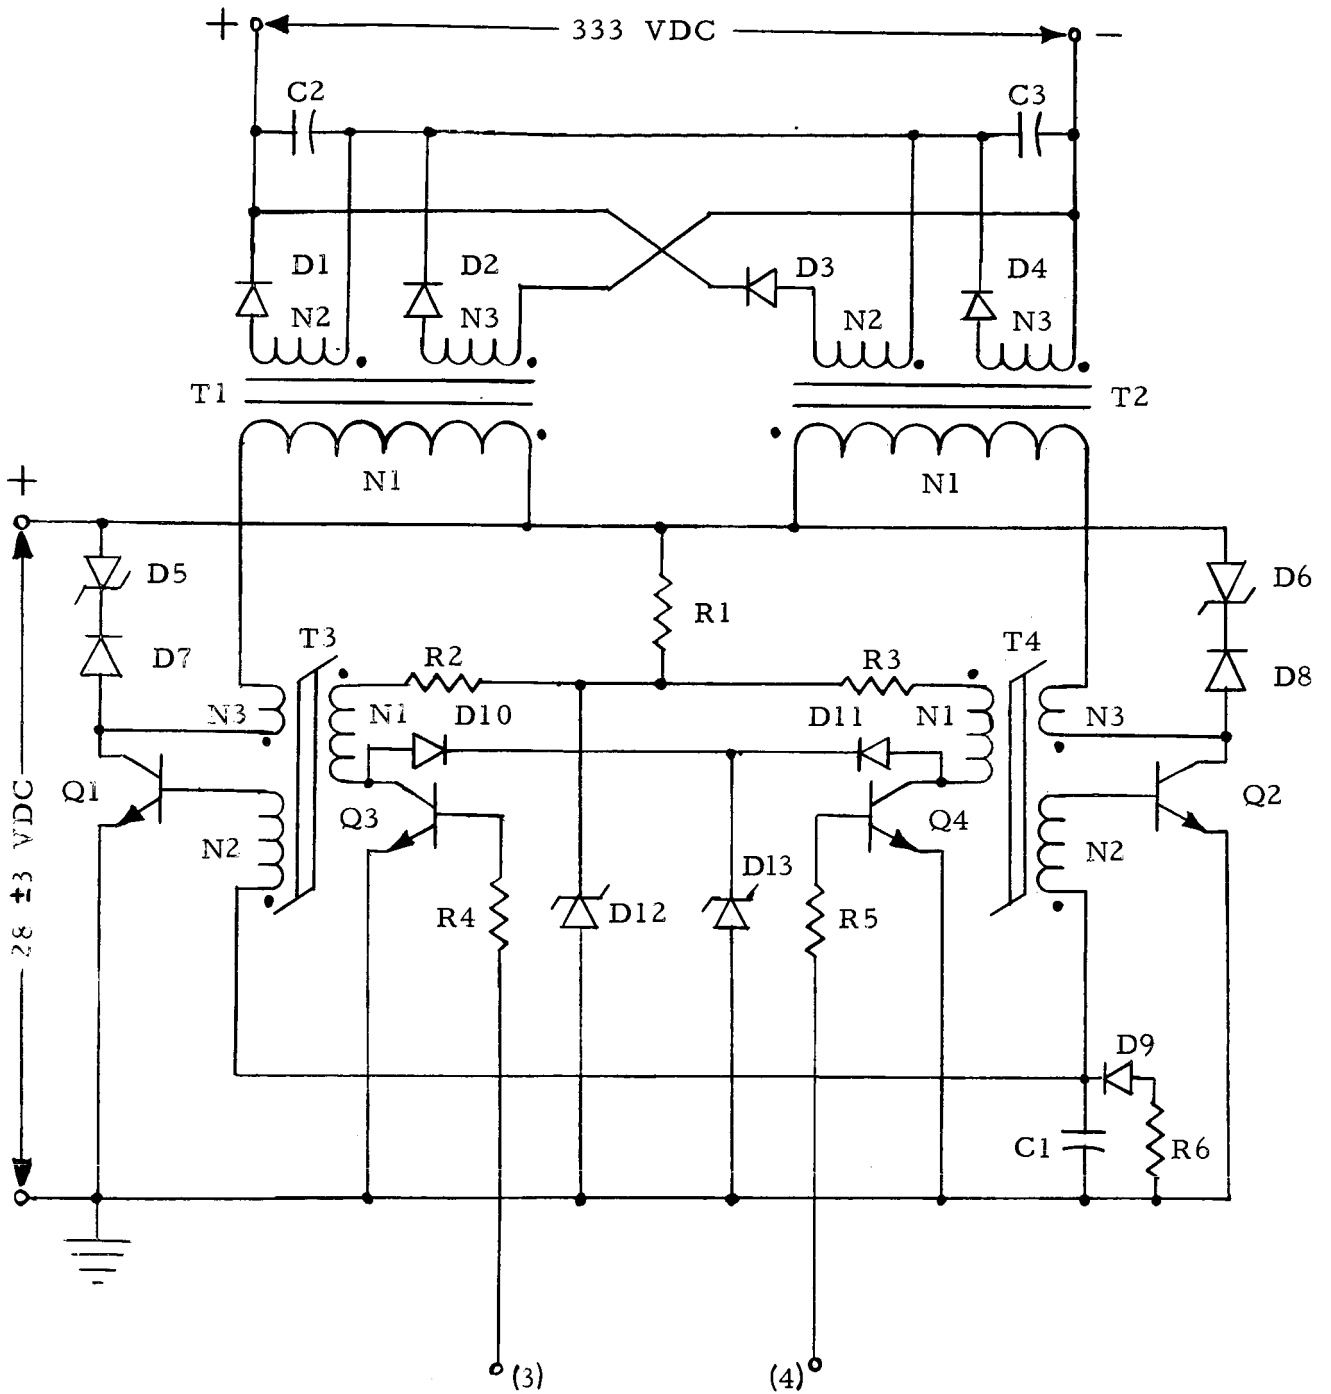 + 333 VDC -
C2 C3
D1 D2 D3 D4
N2 N3 N2 N3
T1 T2
N1 N1
+
D5 D6
R1
T3 T4
D7 R2 R3 D8
N3 N1 D10 D11 N1 N3
Q1 Q3 Q4 Q2
N2 N2
28 ±3 VDC
D13
R4 D12 R5
D9
C1 R6
(3) (4)